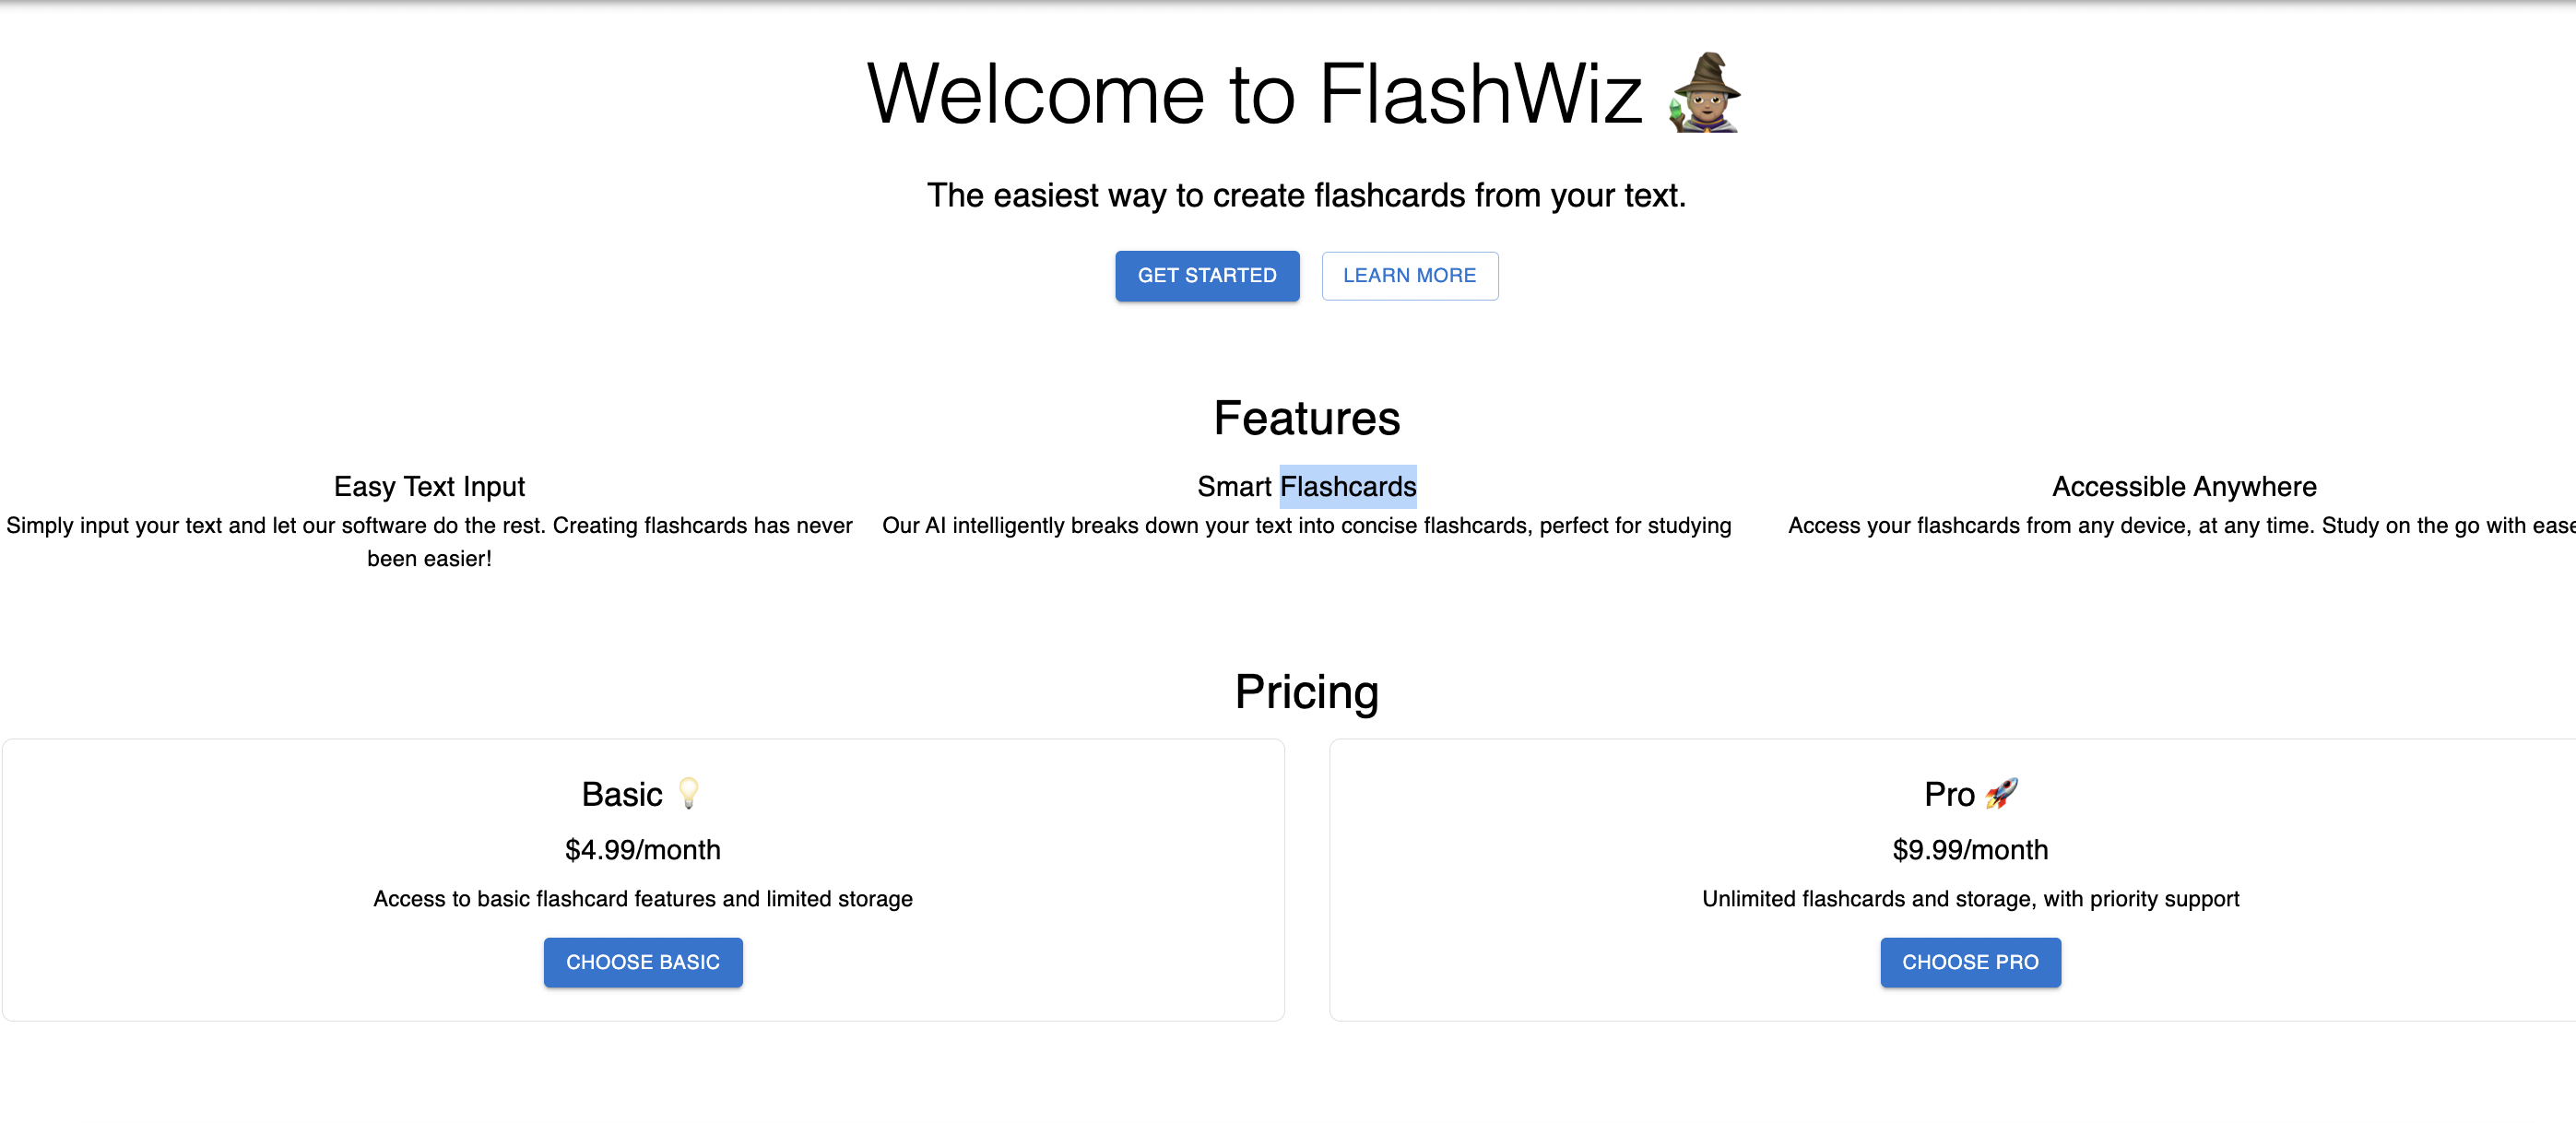 Welcome to FlashWiz 🧙🏽
The easiest way to create flashcards from your text.
GET STARTED
LEARN MORE
Features
Easy Text Input
Simply input your text and let our software do the rest. Creating flashcards has never
been easier!
Smart Flashcards
Our AI intelligently breaks down your text into concise flashcards, perfect for studying
Accessible Anywhere
Access your flashcards from any device, at any time. Study on the go with ease
Pricing
Basic 💡
$4.99/month
Access to basic flashcard features and limited storage
CHOOSE BASIC
Pro 🚀
$9.99/month
Unlimited flashcards and storage, with priority support
CHOOSE PRO